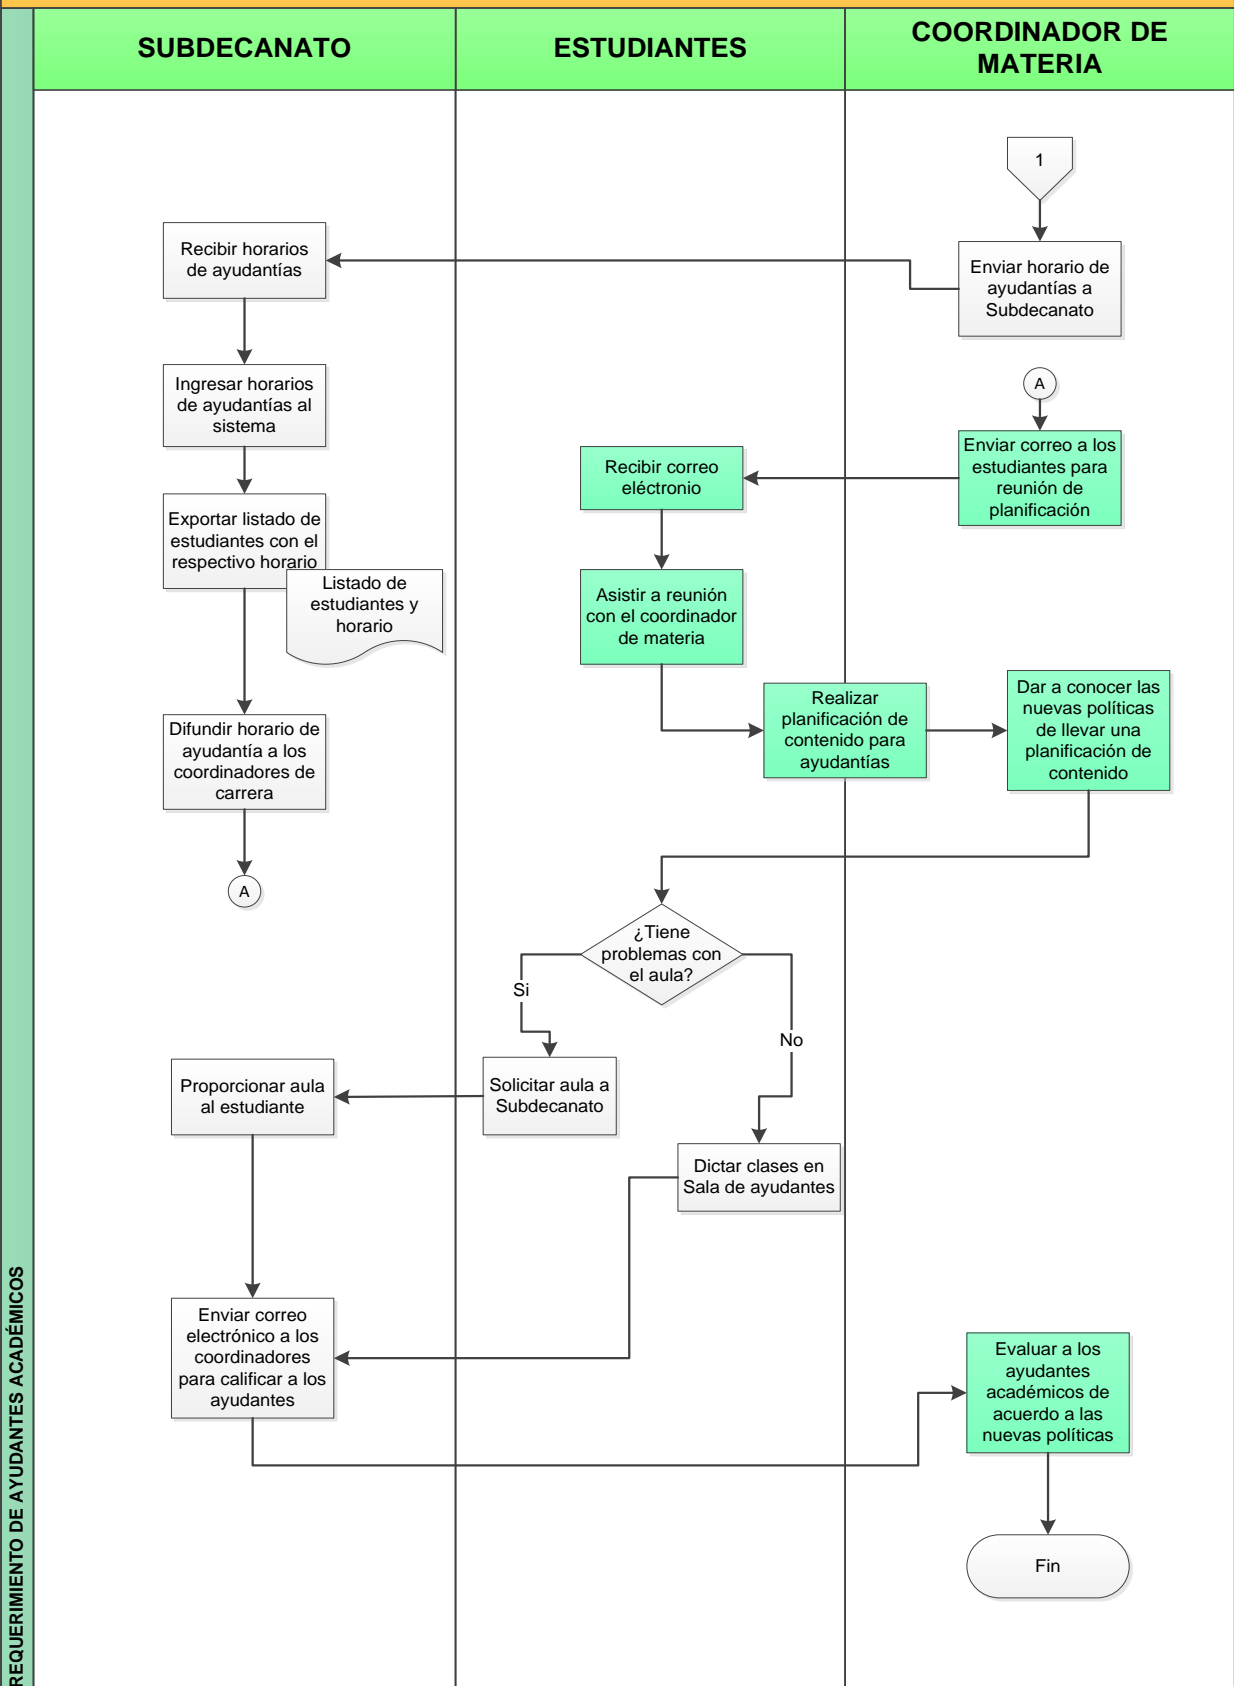 SUBDECANATO
ESTUDIANTES
COORDINADOR DE
MATERIA
1
Recibir horarios
de ayudantías
Enviar horario de
ayudantías a
Subdecanato
Ingresar horarios
de ayudantías al
sistema
A
Enviar correo a los
estudiantes para
reunión de
planificación
Recibir correo
eléctronio
Exportar listado de
estudiantes con el
respectivo horario
Listado de
estudiantes y
horario
Asistir a reunión
con el coordinador
de materia
Realizar
planificación de
contenido para
ayudantías
Dar a conocer las
nuevas políticas
de llevar una
planificación de
contenido
Difundir horario de
ayudantía a los
coordinadores de
carrera
A
¿Tiene
problemas con
el aula?
Si
No
Solicitar aula a
Subdecanato
Proporcionar aula
al estudiante
Dictar clases en
Sala de ayudantes
Enviar correo
electrónico a los
coordinadores
para calificar a los
ayudantes
Evaluar a los
ayudantes
académicos de
acuerdo a las
nuevas políticas
Fin
REQUERIMIENTO DE AYUDANTES ACADÉMICOS